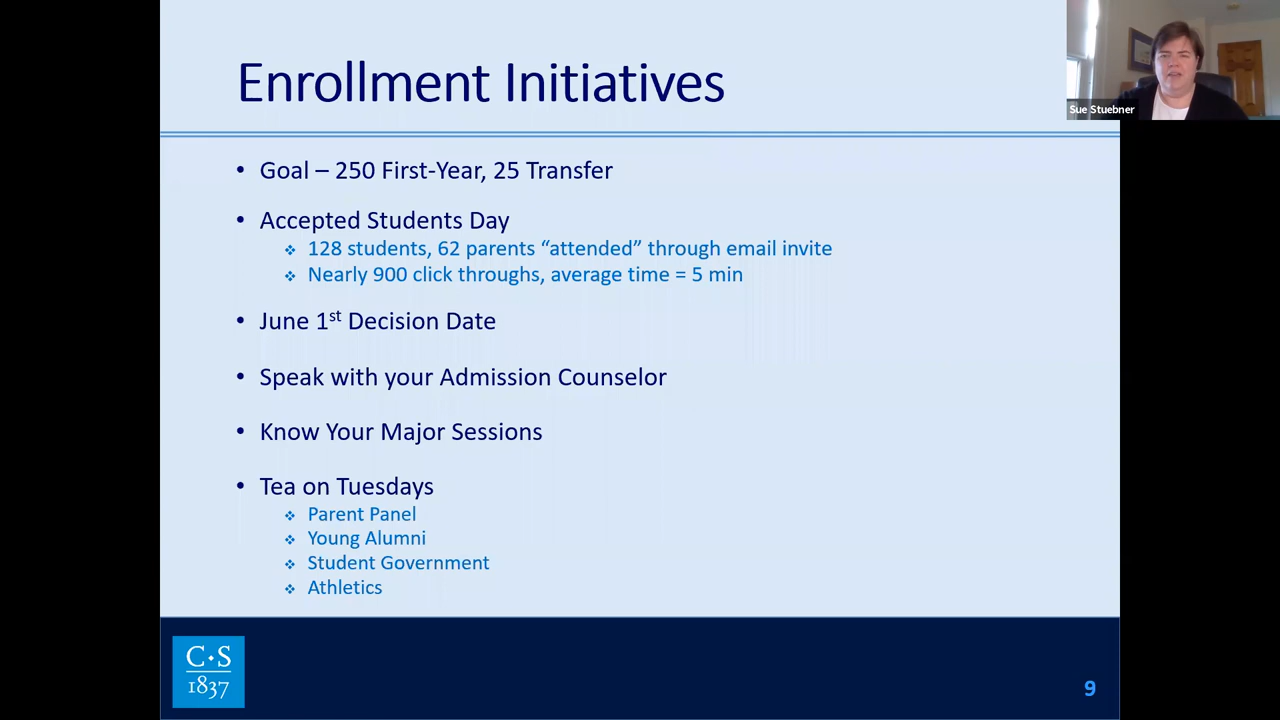 Enrollment Initiatives
Sue Stuebner
• Goal – 250 First-Year, 25 Transfer
• Accepted Students Day
❖ 128 students, 62 parents “attended” through email invite
❖ Nearly 900 click throughs, average time = 5 min
• June 1st Decision Date
• Speak with your Admission Counselor
• Know Your Major Sessions
• Tea on Tuesdays
❖ Parent Panel
❖ Young Alumni
❖ Student Government
❖ Athletics
C·S
1837
9